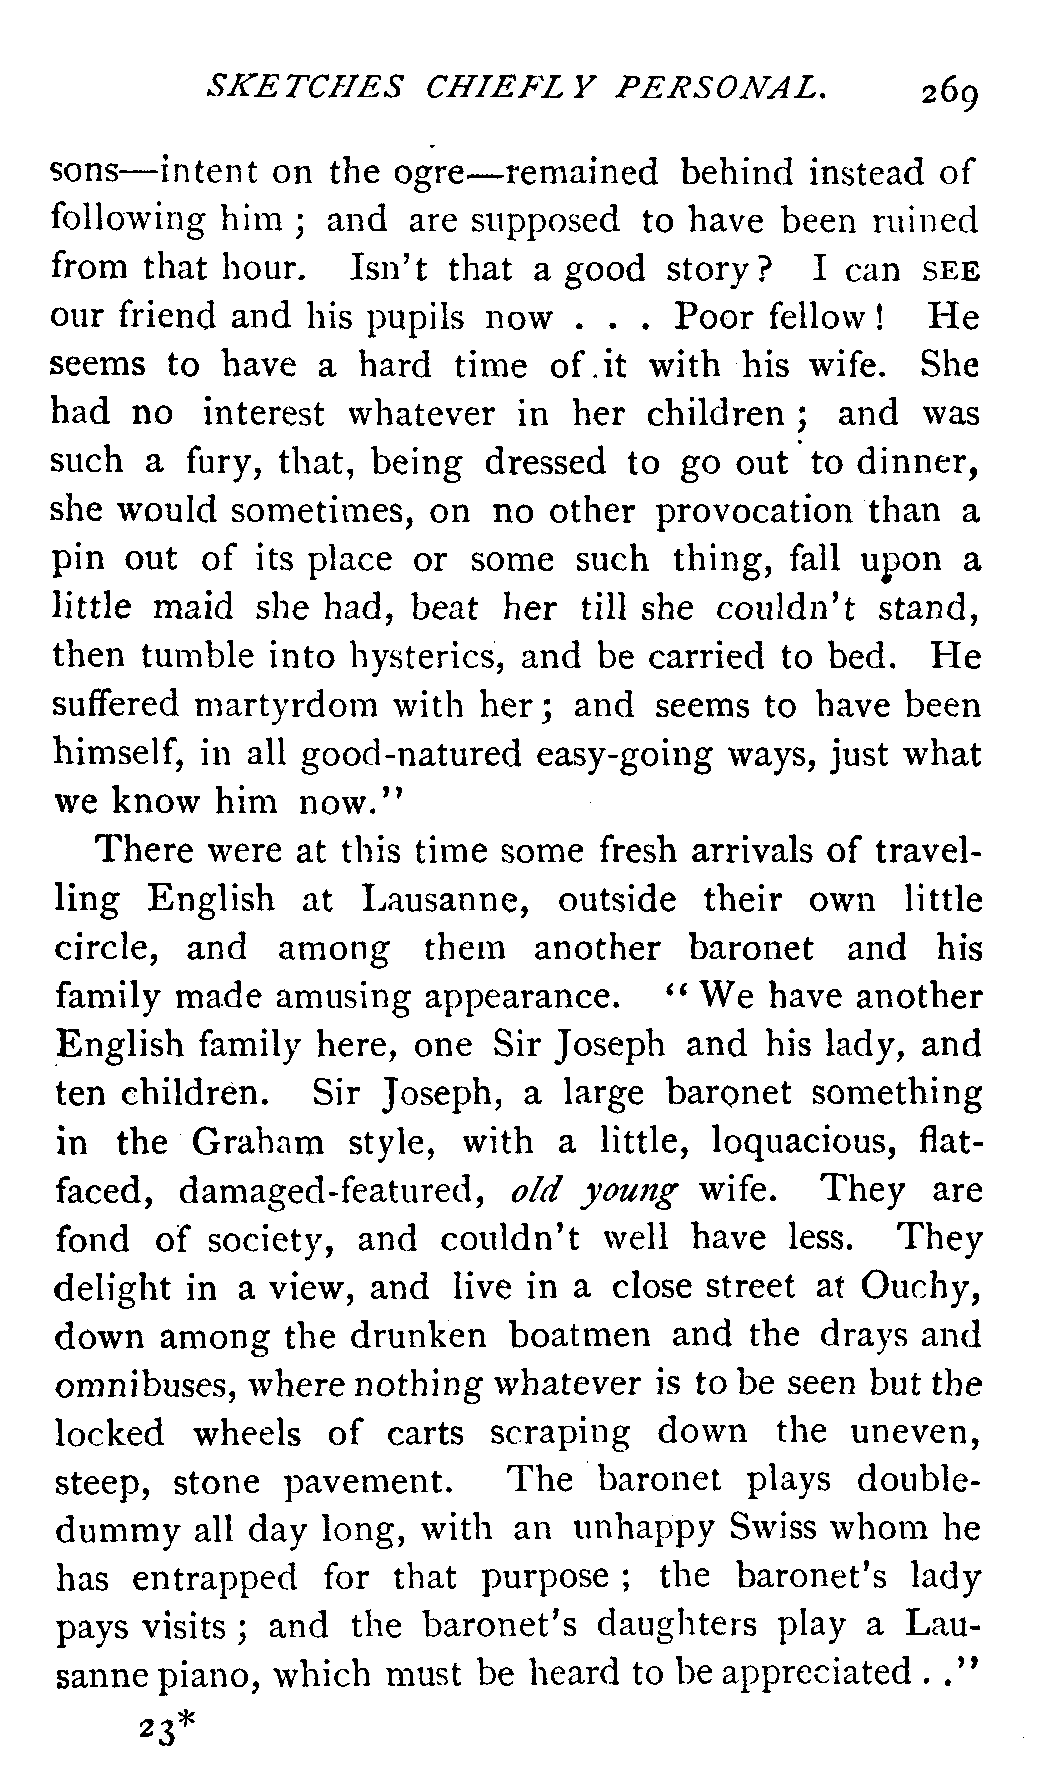 SKETCHES CHIEFLY PERSONAL. 269
sons—intent on the ogre—remained behind instead of
following him ; and are supposed to have been ruined
from that hour. Isn't that a good story? I can SEE
our friend and his pupils now . . . Poor fellow! He
seems to have a hard time of it with his wife. She
had no interest whatever in her children ; and was
such a fury, that, being dressed to go out to dinner,
she would sometimes, on no other provocation than a
pin out of its place or some such thing, fall upon a
little maid she had, beat her till she couldn't stand,
then tumble into hysterics, and be carried to bed. He
suffered martyrdom with her; and seems to have been
himself, in all good-natured easy-going ways, just what
we know him now."
There were at this time some fresh arrivals of travel-
ling English at Lausanne, outside their own little
circle, and among them another baronet and his
family made amusing appearance. "We have another
English family here, one Sir Joseph and his lady, and
ten children. Sir Joseph, a large baronet something
in the Graham style, with a little, loquacious, flat-
faced, damaged-featured, old young wife. They are
fond of society, and couldn't well have less. They
delight in a view, and live in a close street at Ouchy,
down among the drunken boatmen and the drays and
omnibuses, where nothing whatever is to be seen but the
locked wheels of carts scraping down the uneven,
steep, stone pavement. The baronet plays double-
dummy all day long, with an unhappy Swiss whom he
has entrapped for that purpose ; the baronet's lady
pays visits ; and the baronet's daughters play a Lau-
sanne piano, which must be heard to be appreciated . ."
23*